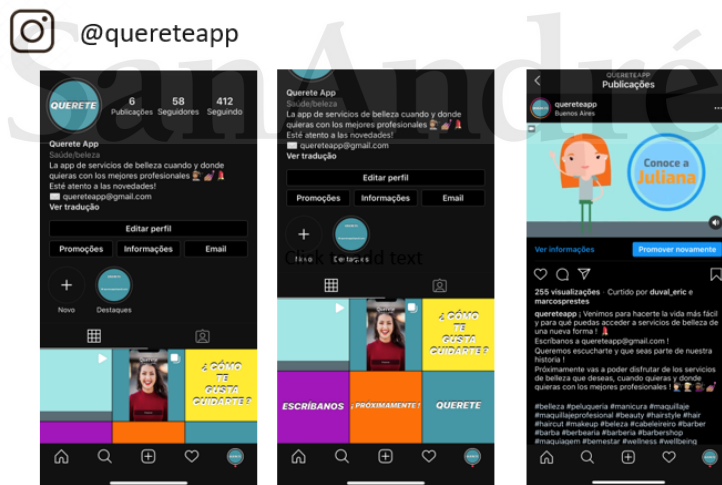 @quereteapp
SanAndré
QUERETE
6 58 412
Publicações Seguidores Seguindo
Querete App
Saúde/beleza
La app de servicios de belleza cuando y donde
quieras con los mejores profesionales
Esté atento a las novedades!
quereteapp@gmail.com
Ver tradução
Editar perfil
Promoções Informações Email
Novo Destaques
¿CÓMO
TE
GUSTA
CUIDARTE?
Querete App
Saúde/beleza
La app de servicios de belleza cuando y donde
quieras con los mejores profesionales
Esté atento a las novedades!
quereteapp@gmail.com
Ver tradução
Editar perfil
Promoções Informações Email
Novo Destaques
Click to add text
¿CÓMO
TE
GUSTA
CUIDARTE?
ESCRÍBANOS ¡PRÓXIMAMENTE! QUERETE
QUERETEAPP
Publicações
quereteapp
Buenos Aires
Conoce a
Juliana
Ver informações Promover novamente
255 visualizações · Curtido por duval_eric e
marcosprestes
quereteapp ¡ Venimos para hacerte la vida más fácil
y para qué puedas acceder a servicios de belleza de
una nueva forma !
Escríbanos a quereteapp@gmail.com !
Queremos escucharte y que seas parte de nuestra
historia !
Próximamente vas a poder disfrutar de los servicios
de belleza que deseas, cuando quieras y donde
quieras con los mejores profesionales !
#belleza #peluqueria #manicura #maquillaje
#maquillajeprofesional #beauty #hairstyle #hair
#haircut #makeup #beleza #cabeleireiro #barber
#barba #berbearia #barberia #barbershop
#maquiagem #bemestar #wellness #wellbeing